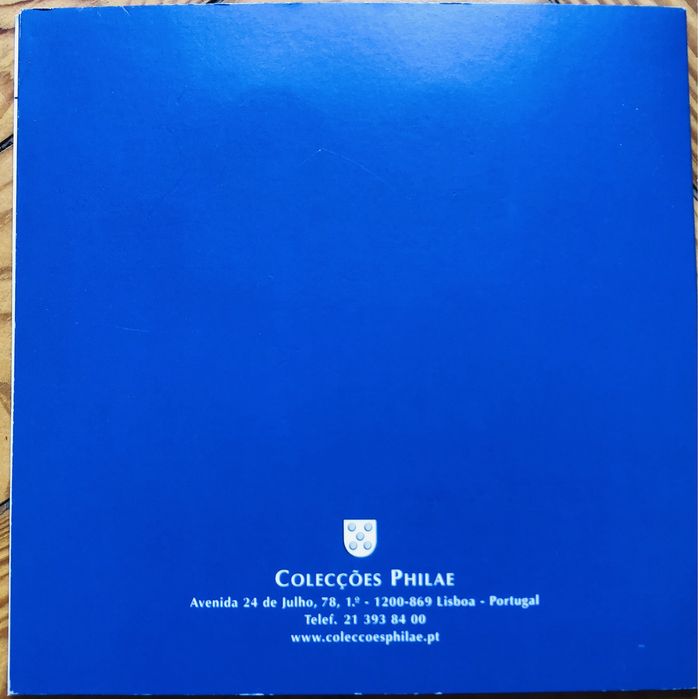 COLECÇÕES PHILAE
Avenida 24 de Julho, 78, 1.º - 1200-869 Lisboa - Portugal
Telef. 21 393 84 00
www.coleccoesphilae.pt